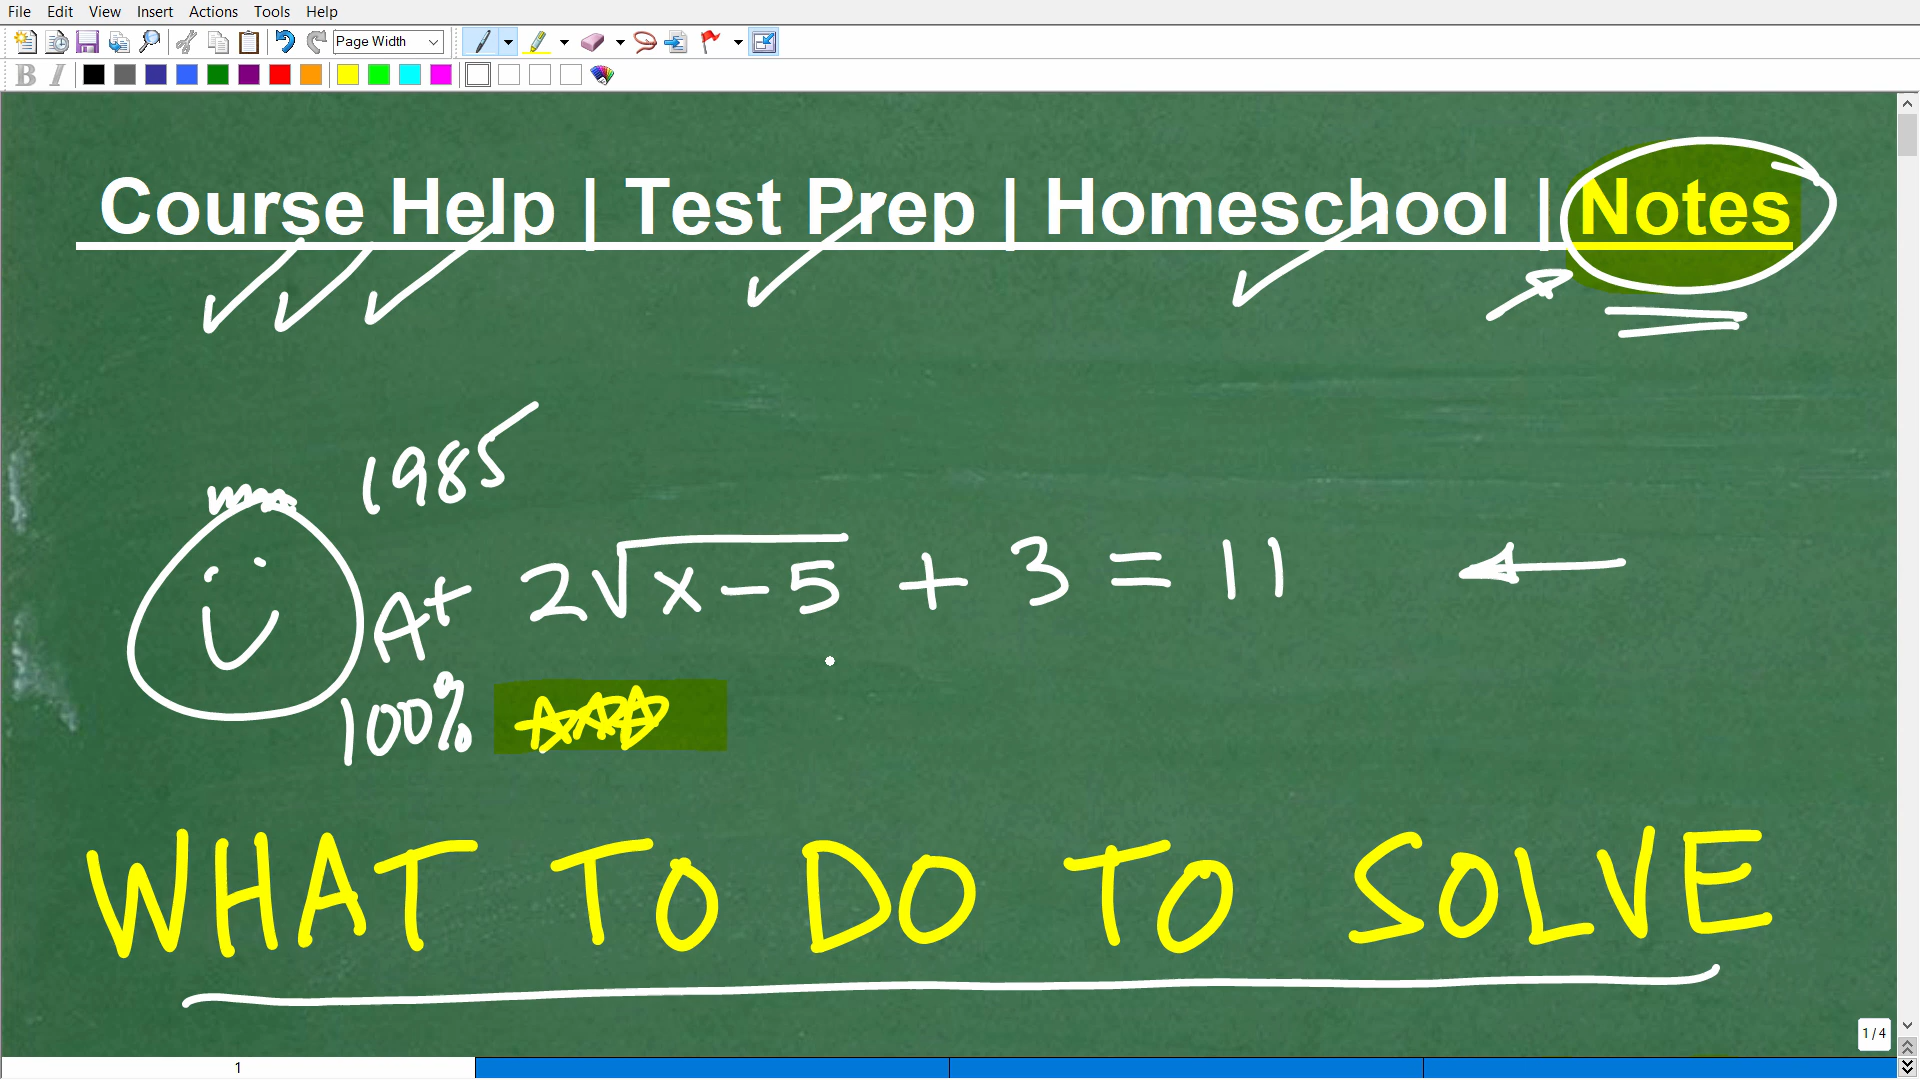 File Edit View Insert Actions Tools Help
Page Width
B I
Course Help | Test Prep | Homeschool | Notes
1985
A+ 2√x-5 + 3 = 11
100%
WHAT TO DO TO SOLVE
1 / 4
1